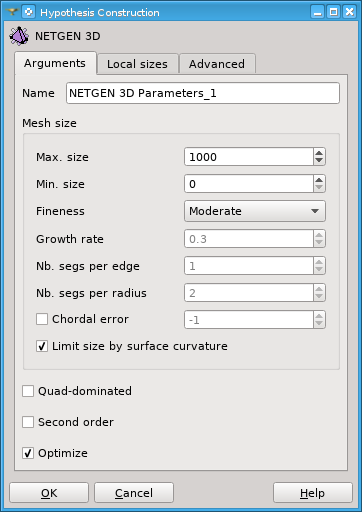 Hypothesis Construction
NETGEN 3D
Arguments Local sizes Advanced
Name NETGEN 3D Parameters_1
Mesh size
Max. size 1000
Min. size 0
Fineness Moderate
Growth rate 0.3
Nb. segs per edge 1
Nb. segs per radius 2
Chordal error -1
Limit size by surface curvature
Quad-dominated
Second order
Optimize
OK Cancel Help